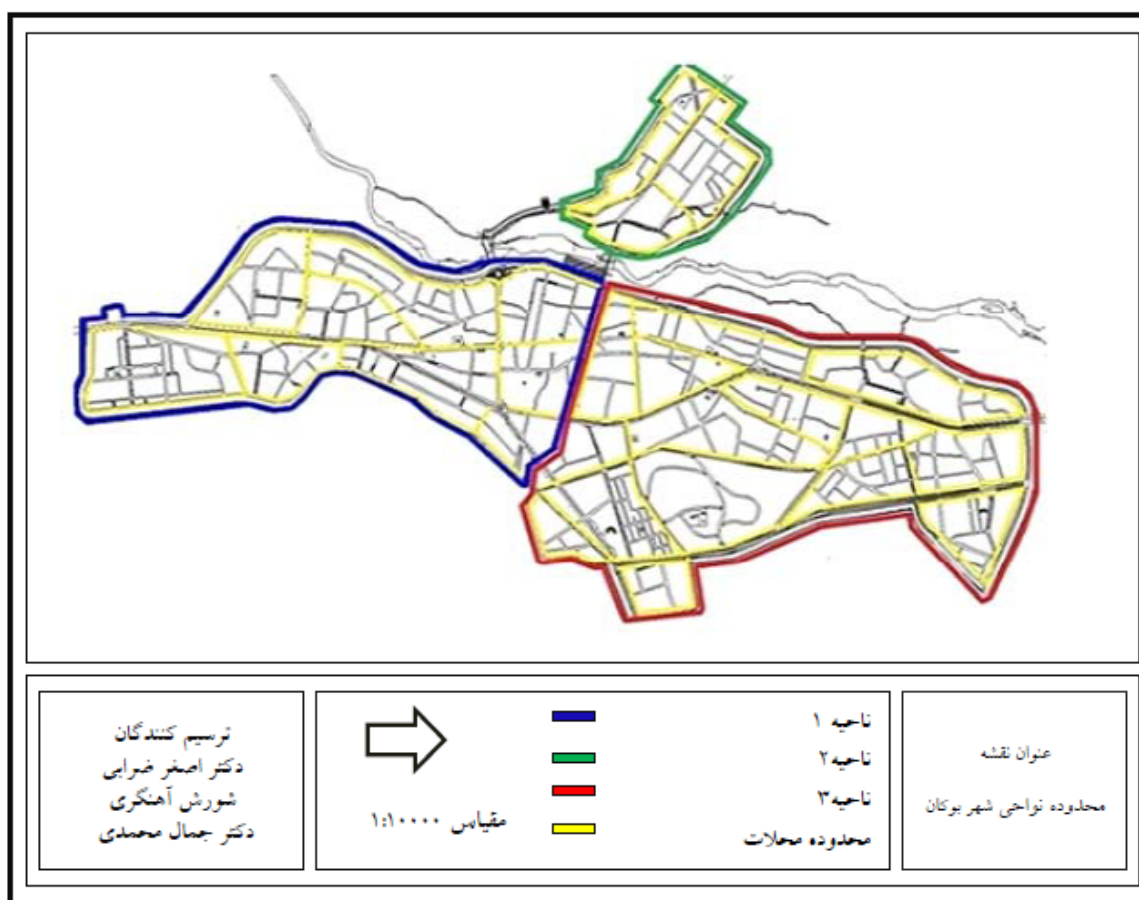 عنوان نقشه
محدوده نواحی شهر بوکان
ناحیه ۱
ناحیه۲
ناحیه۳
محدوده محلات
مقیاس ۱:۱۰۰۰۰
ترسیم کنندگان
دکتر اصغر ضرابی
شورش آهنگری
دکتر جمال محمدی